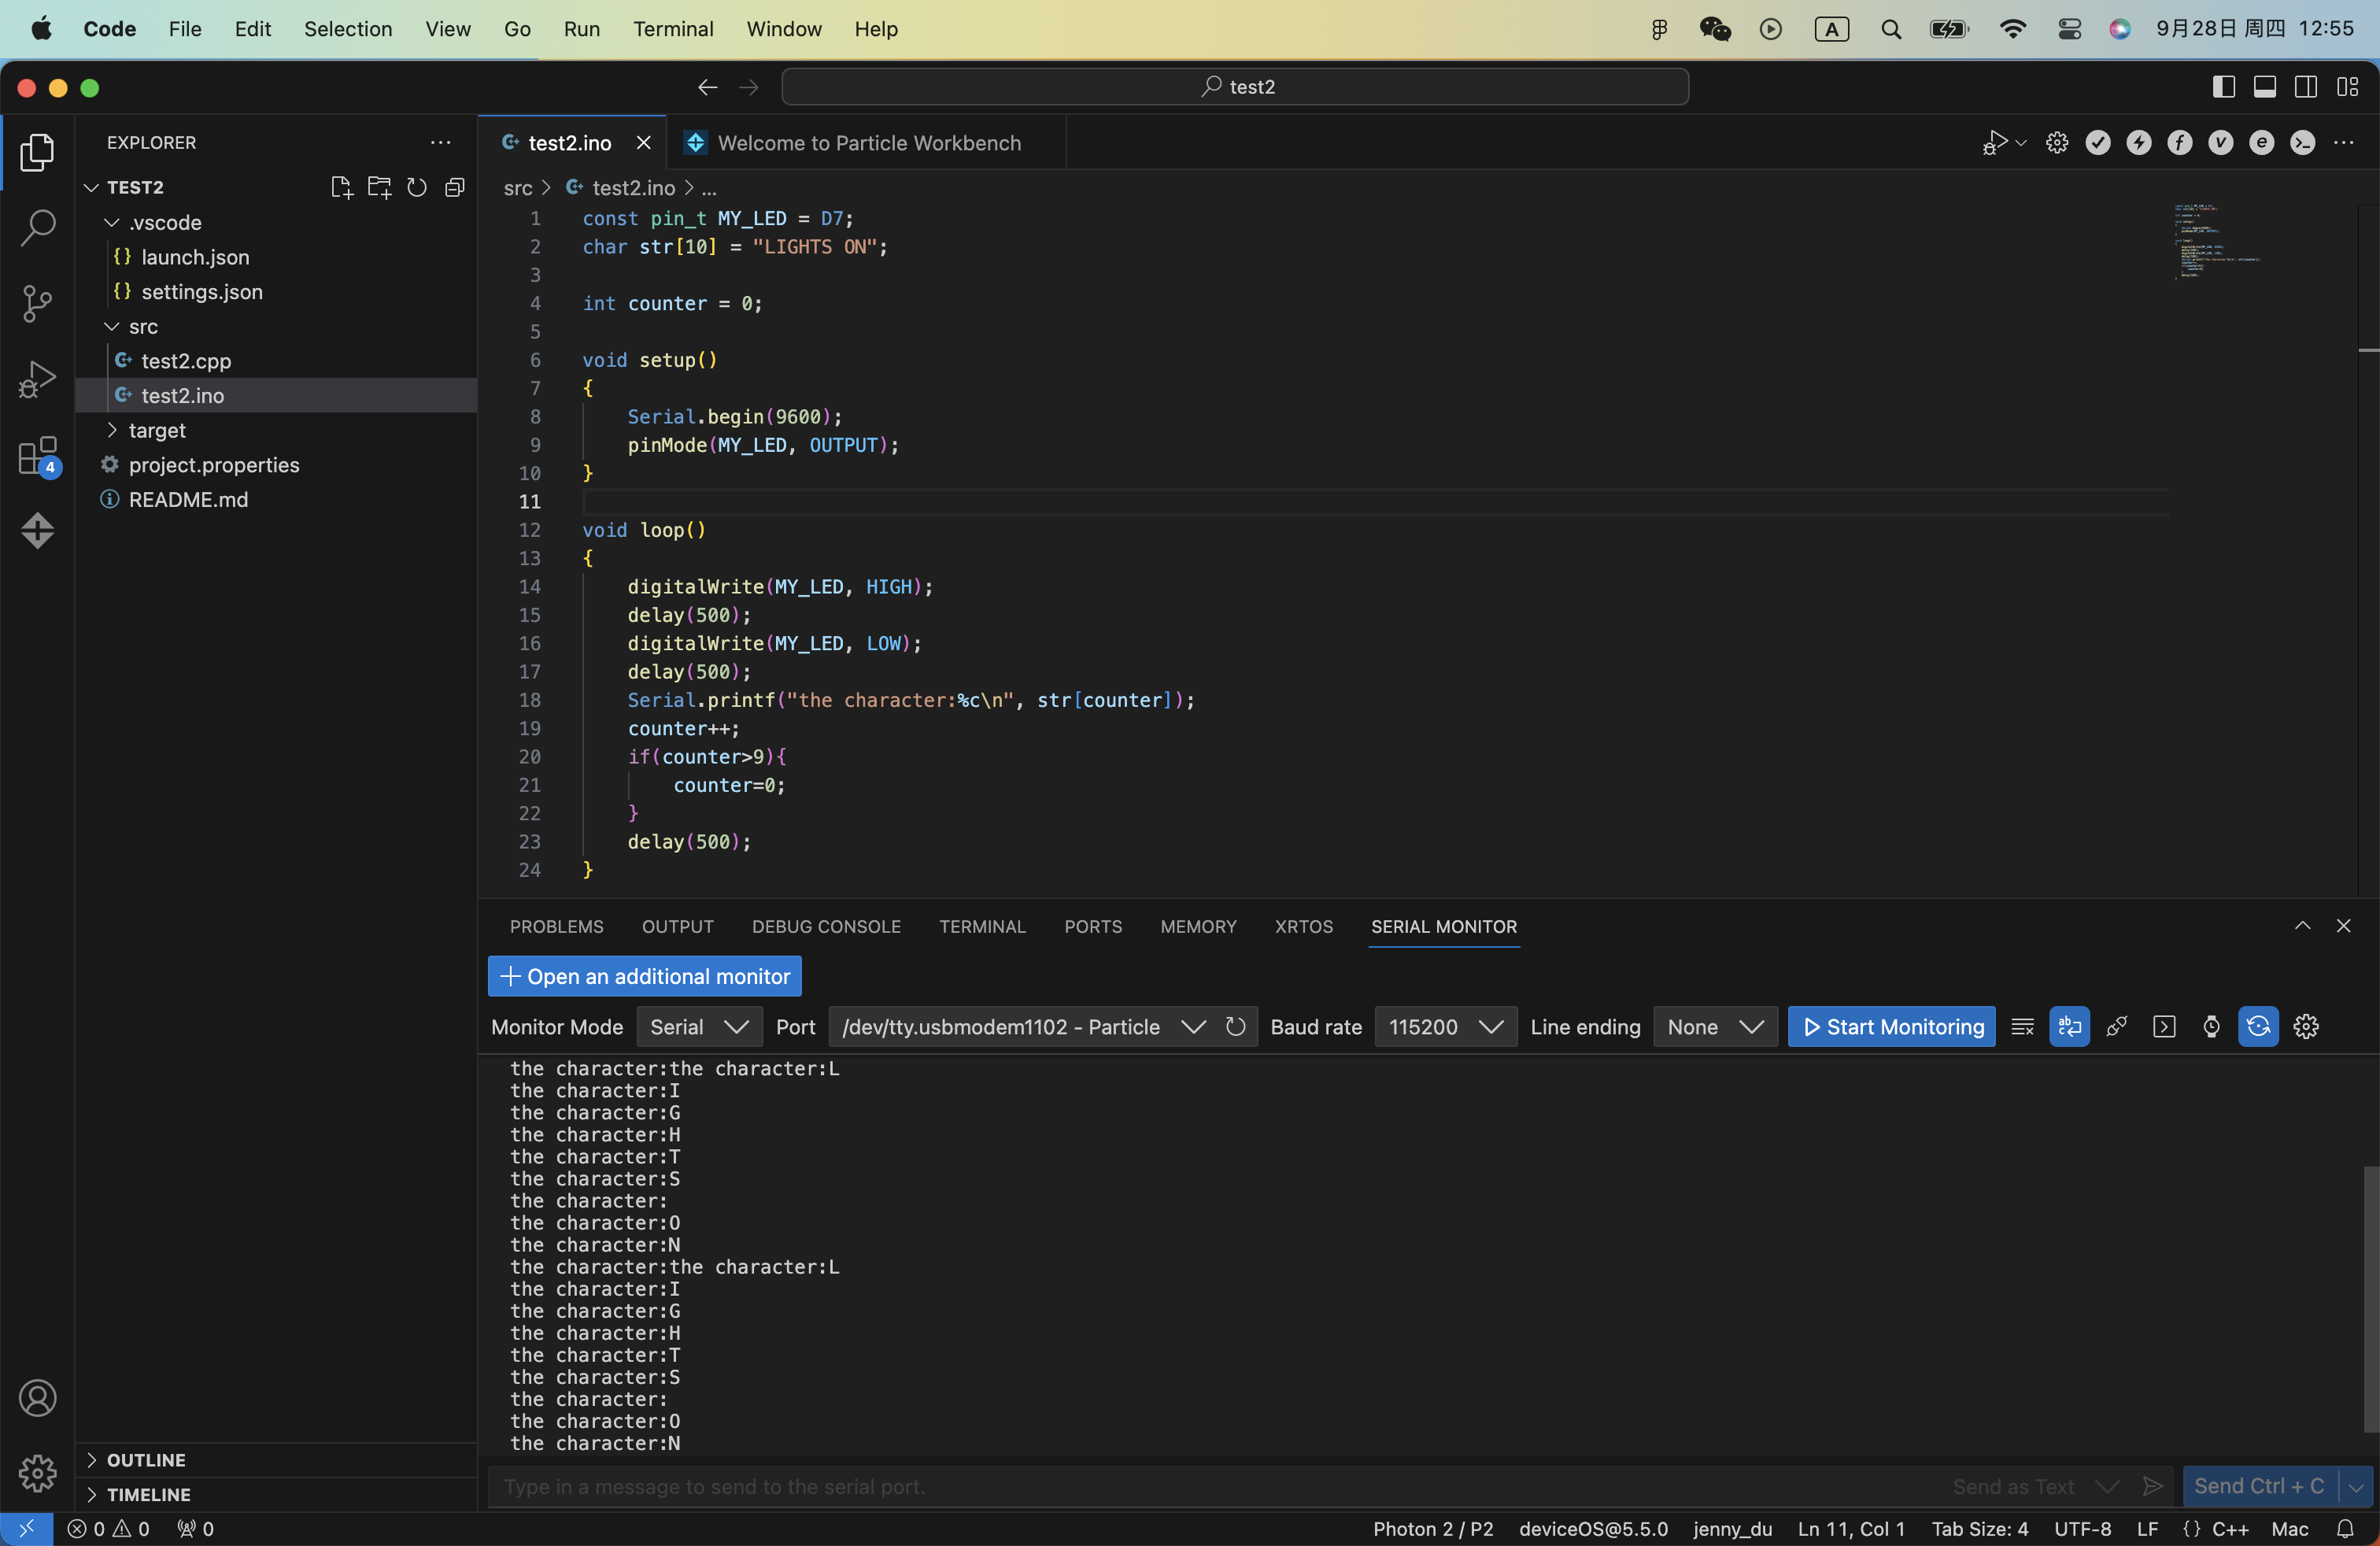 Code File Edit Selection View Go Run Terminal Window Help A 9月28日 周四 12:55
test2
EXPLORER
TEST2
.vscode
{} launch.json
{} settings.json
src
test2.cpp
test2.ino
target
project.properties
README.md
4
OUTLINE
TIMELINE
test2.ino Welcome to Particle Workbench
src > test2.ino > ...
1 const pin_t MY_LED = D7;
2 char str[10] = "LIGHTS ON";
3
4 int counter = 0;
5
6 void setup()
7 {
8 Serial.begin(9600);
9 pinMode(MY_LED, OUTPUT);
10 }
11
12 void loop()
13 {
14 digitalWrite(MY_LED, HIGH);
15 delay(500);
16 digitalWrite(MY_LED, LOW);
17 delay(500);
18 Serial.printf("the character:%c\n", str[counter]);
19 counter++;
20 if(counter>9){
21 counter=0;
22 }
23 delay(500);
24 }
PROBLEMS OUTPUT DEBUG CONSOLE TERMINAL PORTS MEMORY XRTOS SERIAL MONITOR
Open an additional monitor
Monitor Mode Serial Port /dev/tty.usbmodem1102 - Particle Baud rate 115200 Line ending None Start Monitoring
the character:the character:L
the character:I
the character:G
the character:H
the character:T
the character:S
the character:
the character:O
the character:N
the character:the character:L
the character:I
the character:G
the character:H
the character:T
the character:S
the character:
the character:O
the character:N
Type in a message to send to the serial port. Send as Text Send Ctrl + C
0 0 0 Photon 2 / P2 deviceOS@5.5.0 jenny_du Ln 11, Col 1 Tab Size: 4 UTF-8 LF {} C++ Mac